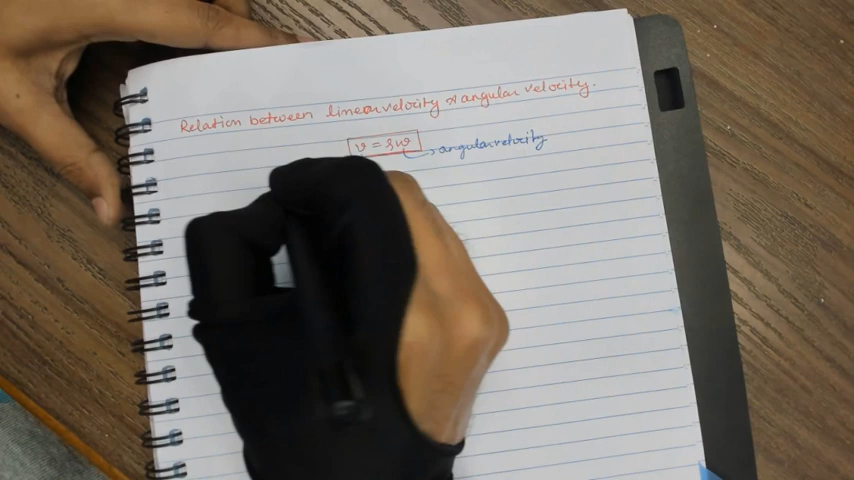 Relation between linear velocity & angular velocity.
v = rω → angular velocity